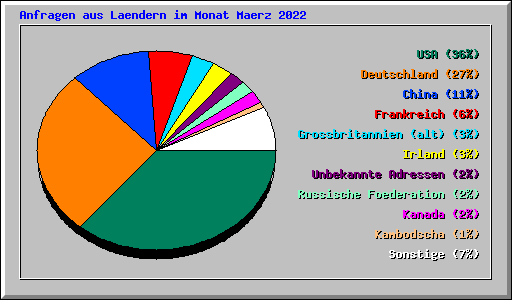 Anfragen aus Laendern im Monat Maerz 2022
USA (36%)
Deutschland (27%)
China (11%)
Frankreich (6%)
Grossbritannien (alt) (3%)
Irland (3%)
Unbekannte Adressen (2%)
Russische Foederation (2%)
Kanada (2%)
Kambodscha (1%)
Sonstige (7%)